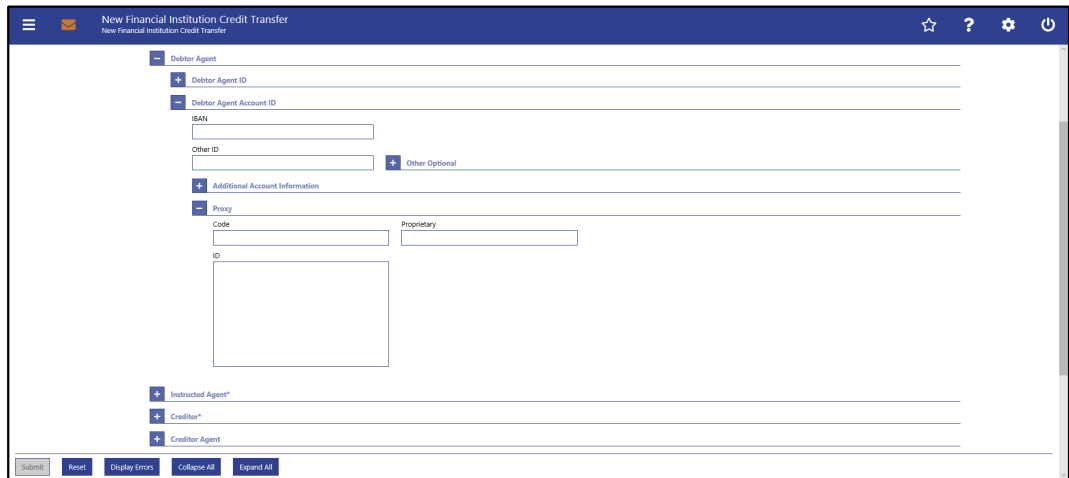 New Financial Institution Credit Transfer
New Financial Institution Credit Transfer
Debtor Agent
Debtor Agent ID
Debtor Agent Account ID
IBAN
Other ID
Other Optional
Additional Account Information
Proxy
Code Proprietary
ID
Instructed Agent*
Creditor*
Creditor Agent
Submit Reset Display Errors Collapse All Expand All